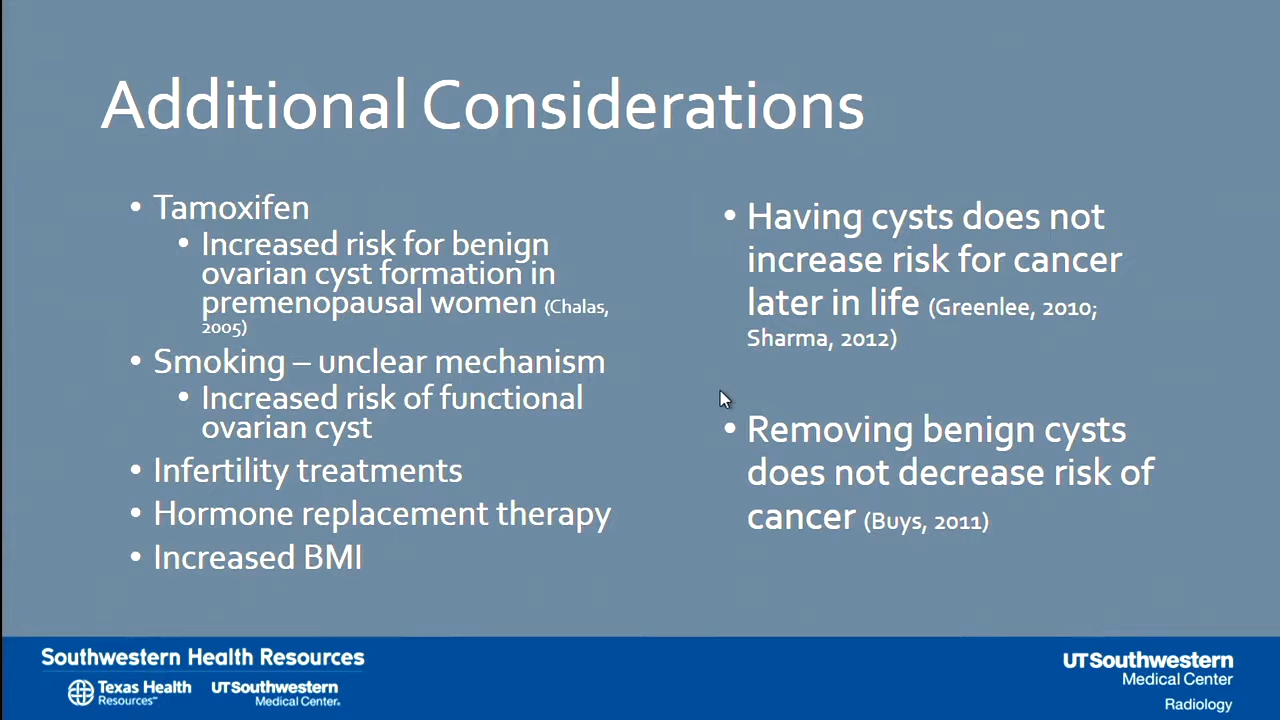 Additional Considerations
• Tamoxifen
• Increased risk for benign
ovarian cyst formation in
premenopausal women (Chalas,
2005)
• Smoking – unclear mechanism
• Increased risk of functional
ovarian cyst
• Infertility treatments
• Hormone replacement therapy
• Increased BMI
• Having cysts does not
increase risk for cancer
later in life (Greenlee, 2010;
Sharma, 2012)
• Removing benign cysts
does not decrease risk of
cancer (Buys, 2011)
Southwestern Health Resources
Texas Health
Resources℠
UTSouthwestern
Medical Center®
UTSouthwestern
Medical Center
Radiology